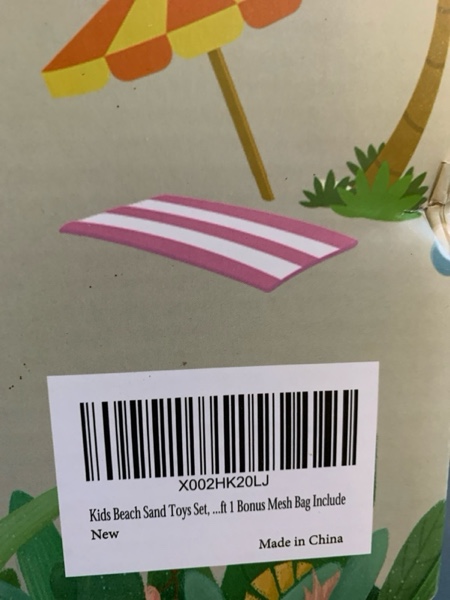 X002HK20LJ
Kids Beach Sand Toys Set, ...ft 1 Bonus Mesh Bag Include
New
Made in China